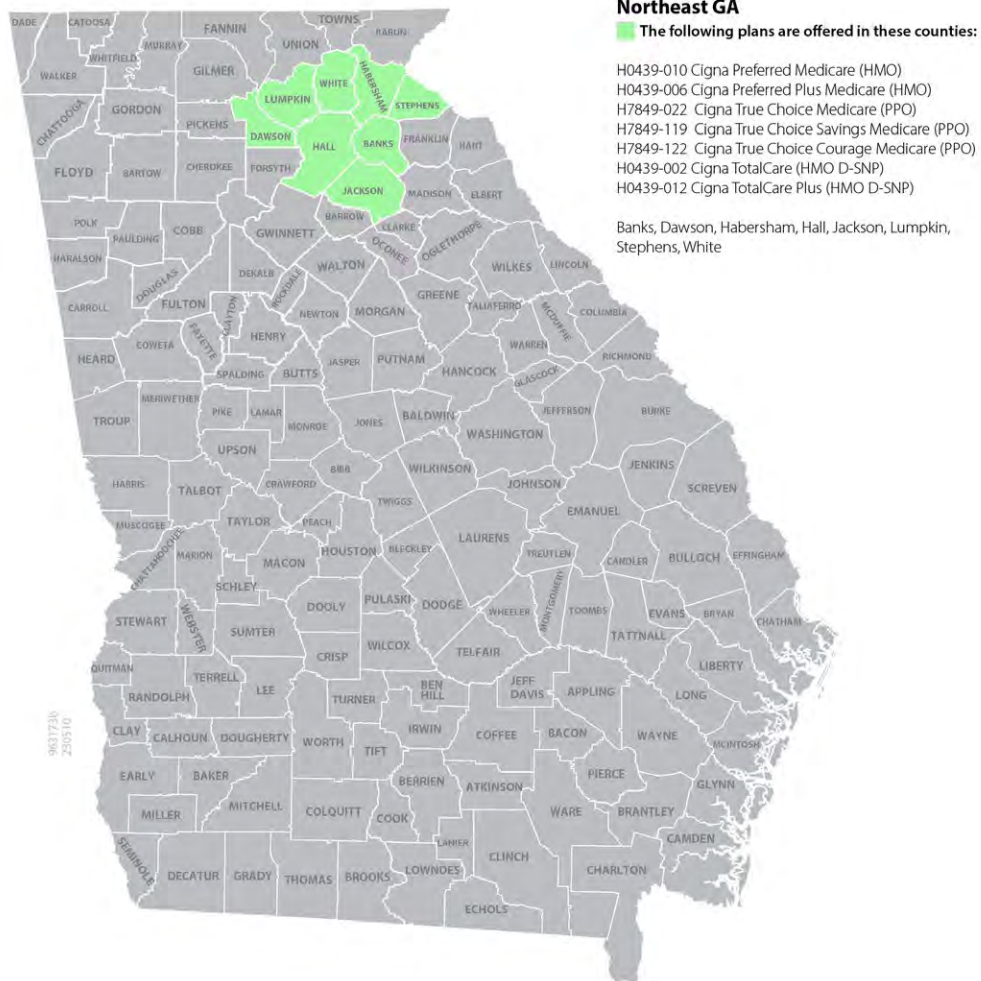 Northeast GA
The following plans are offered in these counties:
H0439-010 Cigna Preferred Medicare (HMO)
H0439-006 Cigna Preferred Plus Medicare (HMO)
H7849-022 Cigna True Choice Medicare (PPO)
H7849-119 Cigna True Choice Savings Medicare (PPO)
H7849-122 Cigna True Choice Courage Medicare (PPO)
H0439-002 Cigna TotalCare (HMO D-SNP)
H0439-012 Cigna TotalCare Plus (HMO D-SNP)
Banks, Dawson, Habersham, Hall, Jackson, Lumpkin,
Stephens, White
DADE
CATOOSA
FANNIN
TOWNS
RABUN
UNION
MURRAY
WHITFIELD
WALKER
GILMER
WHITE
HABERSHAM
LUMPKIN
STEPHENS
CHATTOOGA
GORDON
PICKENS
DAWSON
HALL
BANKS
FRANKLIN
HART
FLOYD
BARTOW
CHEROKEE
FORSYTH
JACKSON
MADISON
ELBERT
POLK
PAULDING
COBB
GWINNETT
BARROW
CLARKE
OCONEE
OGLETHORPE
HARALSON
DOUGLAS
DEKALB
ROCKDALE
WALTON
WILKES
LINCOLN
CARROLL
FULTON
CLAYTON
NEWTON
MORGAN
GREENE
TALIAFERRO
MCDUFFIE
COLUMBIA
HEARD
COWETA
FAYETTE
HENRY
SPALDING
BUTTS
JASPER
PUTNAM
HANCOCK
WARREN
GLASCOCK
RICHMOND
TROUP
MERIWETHER
PIKE
LAMAR
MONROE
JONES
BALDWIN
WASHINGTON
JEFFERSON
BURKE
UPSON
HARRIS
TALBOT
CRAWFORD
BIBB
WILKINSON
JOHNSON
JENKINS
SCREVEN
TWIGGS
EMANUEL
MUSCOGEE
TAYLOR
PEACH
CHATTAHOOCHEE
MARION
MACON
HOUSTON
BLECKLEY
LAURENS
TREUTLEN
CANDLER
BULLOCH
EFFINGHAM
SCHLEY
STEWART
WEBSTER
SUMTER
DOOLY
PULASKI
DODGE
WHEELER
MONTGOMERY
TOOMBS
EVANS
BRYAN
CHATHAM
TATTNALL
CRISP
WILCOX
TELFAIR
QUITMAN
RANDOLPH
TERRELL
LEE
TURNER
BEN
HILL
JEFF
DAVIS
APPLING
LONG
LIBERTY
CLAY
CALHOUN
DOUGHERTY
WORTH
TIFT
IRWIN
COFFEE
BACON
WAYNE
MCINTOSH
EARLY
BAKER
BERRIEN
ATKINSON
PIERCE
GLYNN
MILLER
MITCHELL
COLQUITT
COOK
WARE
BRANTLEY
CAMDEN
SEMINOLE
DECATUR
GRADY
THOMAS
BROOKS
LOWNDES
LANIER
CLINCH
CHARLTON
ECHOLS
9631736
230510